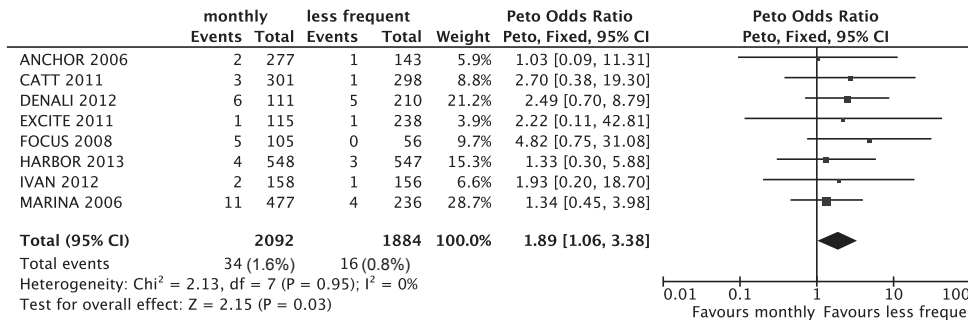 monthly less frequent Peto Odds Ratio Peto Odds Ratio
Events Total Events Total Weight Peto, Fixed, 95% CI Peto, Fixed, 95% CI
ANCHOR 2006 2 277 1 143 5.9% 1.03 [0.09, 11.31]
CATT 2011 3 301 1 298 8.8% 2.70 [0.38, 19.30]
DENALI 2012 6 111 5 210 21.2% 2.49 [0.70, 8.79]
EXCITE 2011 1 115 1 238 3.9% 2.22 [0.11, 42.81]
FOCUS 2008 5 105 0 56 9.7% 4.82 [0.75, 31.08]
HARBOR 2013 4 548 3 547 15.3% 1.33 [0.30, 5.88]
IVAN 2012 2 158 1 156 6.6% 1.93 [0.20, 18.70]
MARINA 2006 11 477 4 236 28.7% 1.34 [0.45, 3.98]
Total (95% CI) 2092 1884 100.0% 1.89 [1.06, 3.38]
Total events 34 (1.6%) 16 (0.8%)
Heterogeneity: Chi² = 2.13, df = 7 (P = 0.95); I² = 0%
Test for overall effect: Z = 2.15 (P = 0.03)
0.01 0.1 1 10 100
Favours monthly Favours less freque